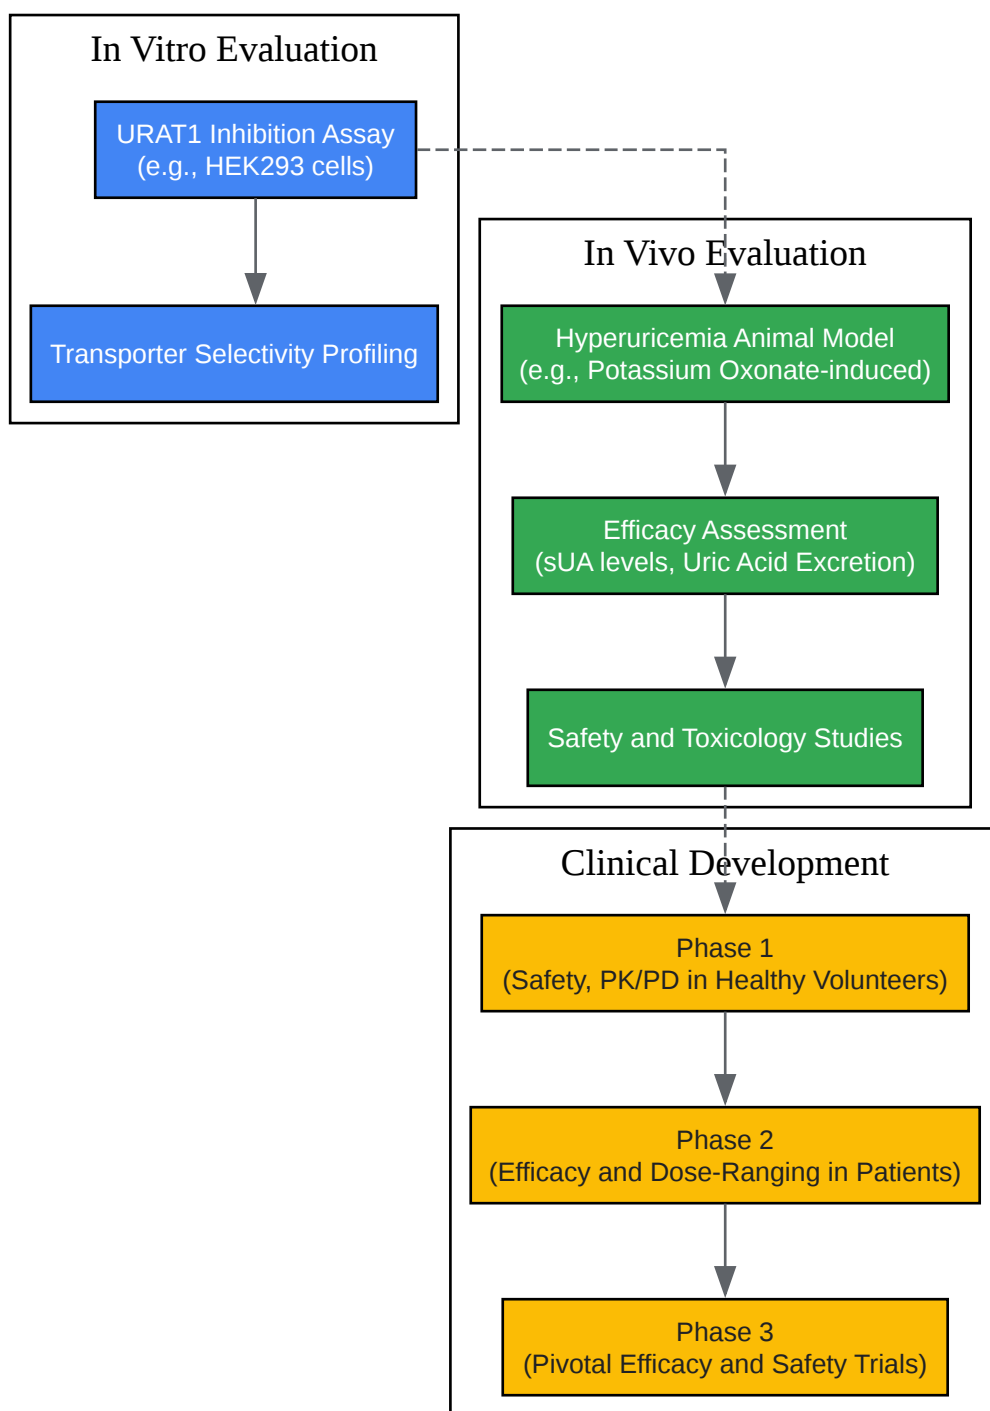 In Vitro Evaluation
URAT1 Inhibition Assay
(e.g., HEK293 cells)
Transporter Selectivity Profiling
In Vivo Evaluation
Hyperuricemia Animal Model
(e.g., Potassium Oxonate-induced)
Efficacy Assessment
(sUA levels, Uric Acid Excretion)
Safety and Toxicology Studies
Clinical Development
Phase 1
(Safety, PK/PD in Healthy Volunteers)
Phase 2
(Efficacy and Dose-Ranging in Patients)
Phase 3
(Pivotal Efficacy and Safety Trials)